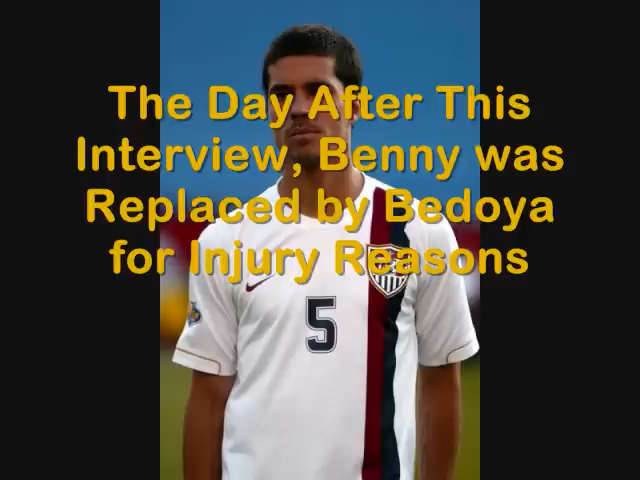 The Day After This
Interview, Benny was
Replaced by Bedoya
for Injury Reasons
5